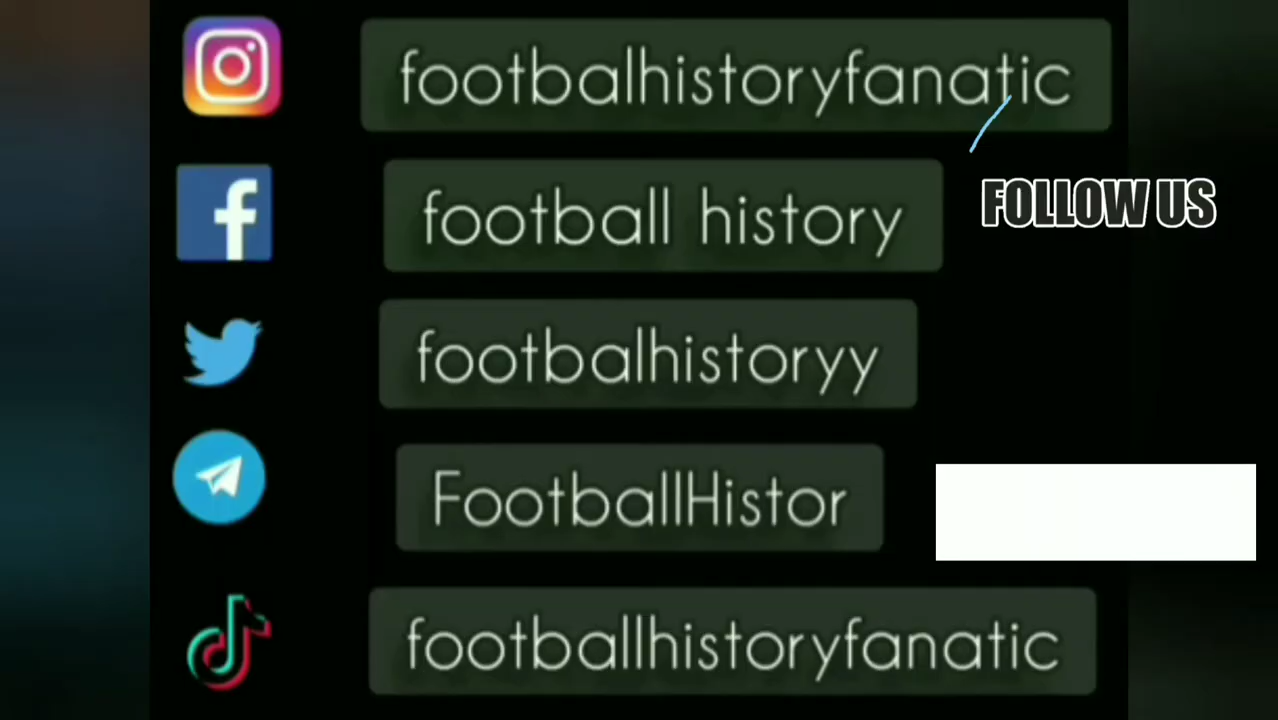 footbalhistoryfanatic
football history
FOLLOW US
footbalhistoryy
FootballHistor
footballhistoryfanatic